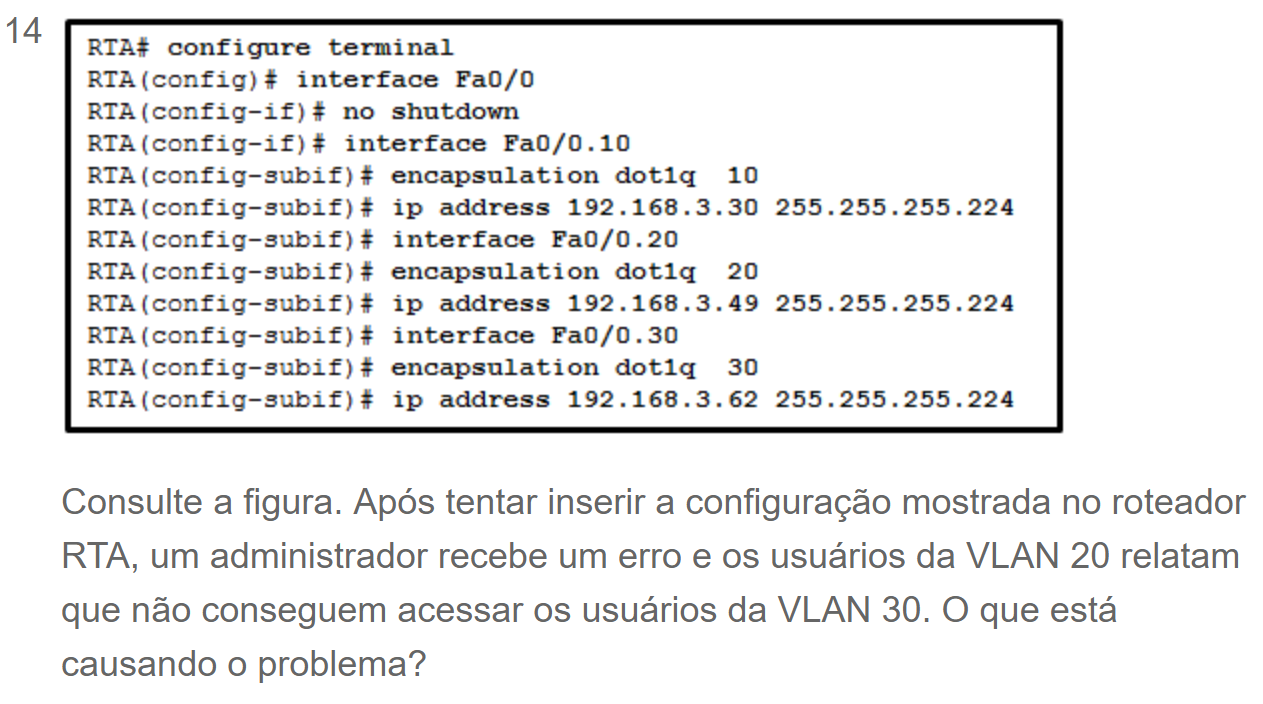 14
RTA# configure terminal
RTA(config)# interface Fa0/0
RTA(config-if)# no shutdown
RTA(config-if)# interface Fa0/0.10
RTA(config-subif)# encapsulation dot1q  10
RTA(config-subif)# ip address 192.168.3.30 255.255.255.224
RTA(config-subif)# interface Fa0/0.20
RTA(config-subif)# encapsulation dot1q  20
RTA(config-subif)# ip address 192.168.3.49 255.255.255.224
RTA(config-subif)# interface Fa0/0.30
RTA(config-subif)# encapsulation dot1q  30
RTA(config-subif)# ip address 192.168.3.62 255.255.255.224
Consulte a figura. Após tentar inserir a configuração mostrada no roteador
RTA, um administrador recebe um erro e os usuários da VLAN 20 relatam
que não conseguem acessar os usuários da VLAN 30. O que está
causando o problema?